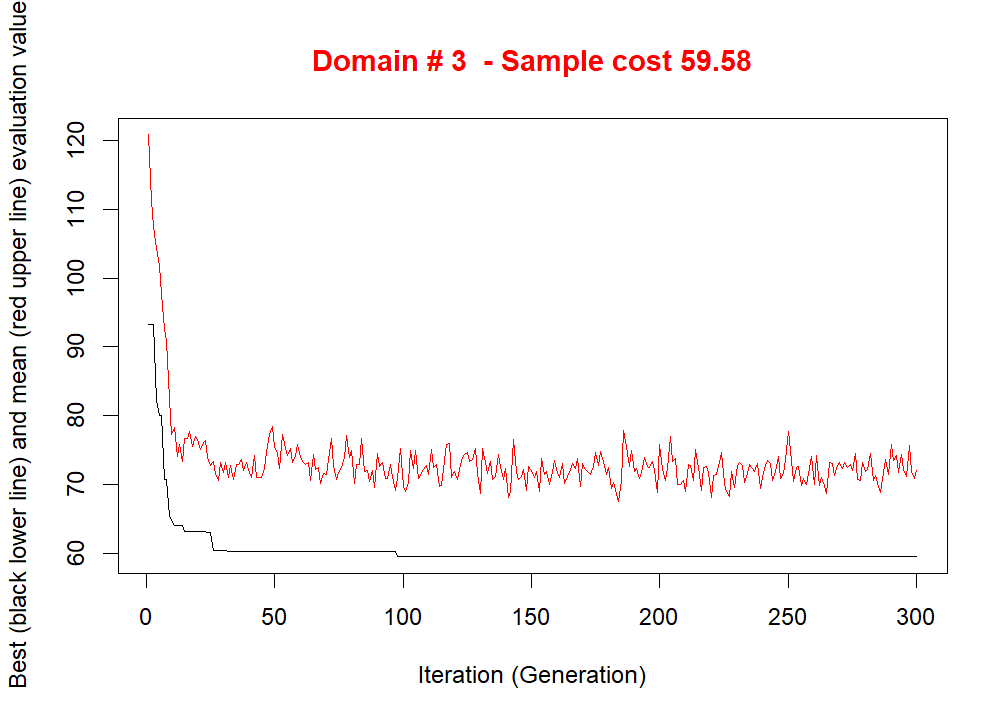 Domain # 3  - Sample cost 59.58
Best (black lower line) and mean (red upper line) evaluation value
120
110
100
90
80
70
60
0 50 100 150 200 250 300
Iteration (Generation)